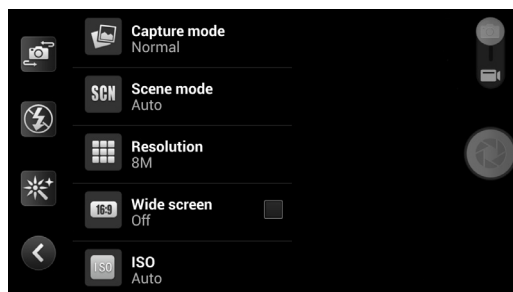 Capture mode
Normal
SCN
Scene mode
Auto
Resolution
8M
16:9
Wide screen
Off
ISO
ISO
Auto